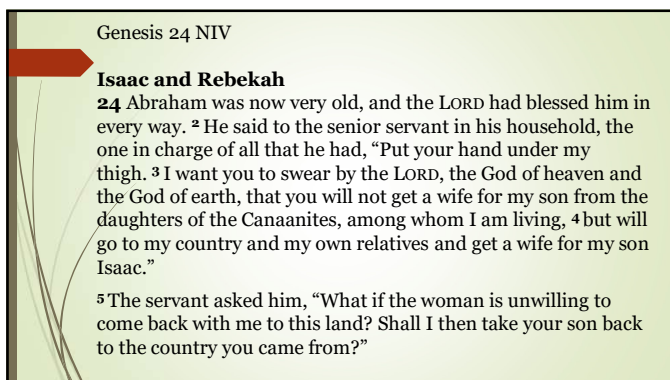 Genesis 24 NIV
Isaac and Rebekah
24 Abraham was now very old, and the LORD had blessed him in
every way. ² He said to the senior servant in his household, the
one in charge of all that he had, “Put your hand under my
thigh. ³ I want you to swear by the LORD, the God of heaven and
the God of earth, that you will not get a wife for my son from the
daughters of the Canaanites, among whom I am living, ⁴ but will
go to my country and my own relatives and get a wife for my son
Isaac.”
⁵ The servant asked him, “What if the woman is unwilling to
come back with me to this land? Shall I then take your son back
to the country you came from?”